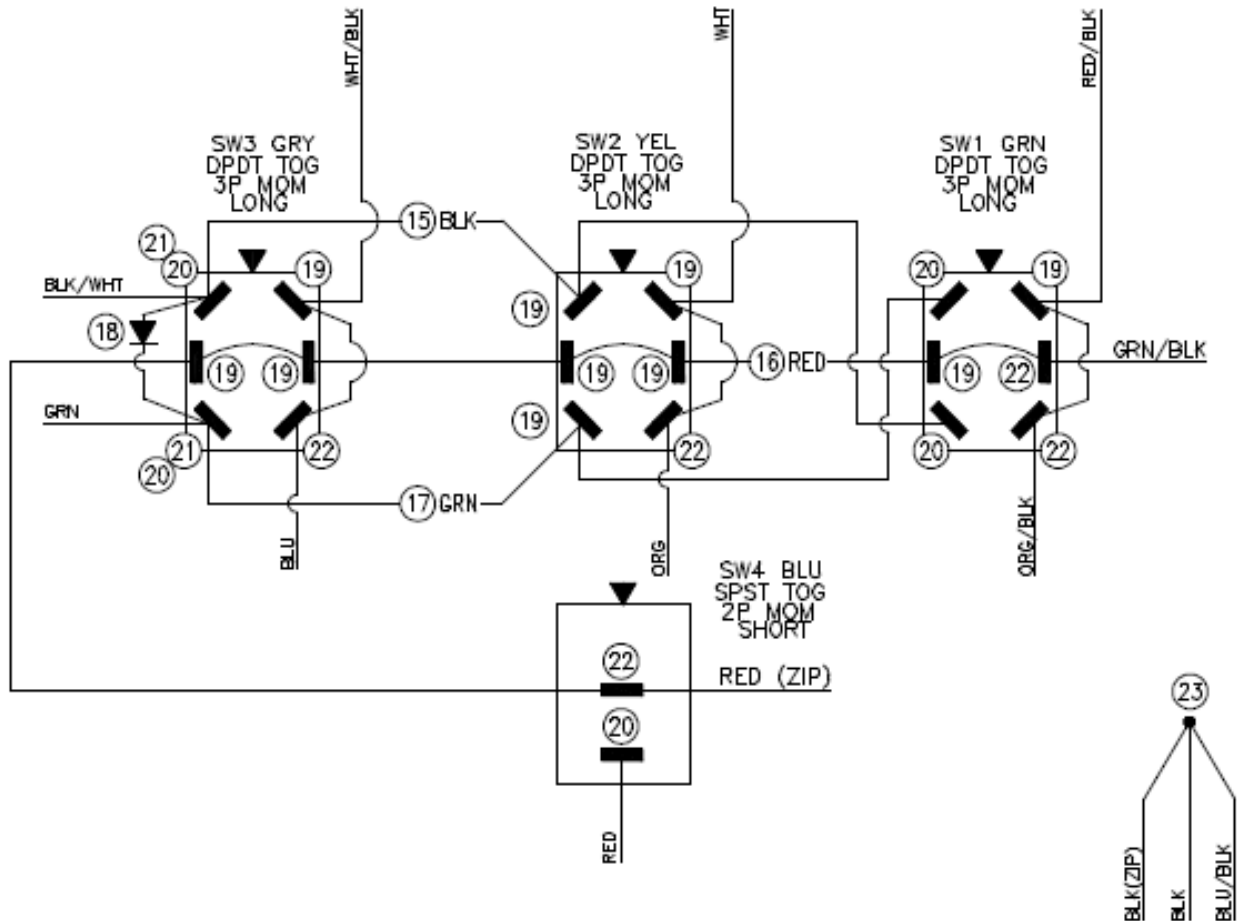 WHT/BLK
WHT
RED/BLK
SW3 GRY
DPDT TOG
3P MOM
LONG
SW2 YEL
DPDT TOG
3P MOM
LONG
SW1 GRN
DPDT TOG
3P MOM
LONG
15 BLK
21
20
19
19
19
20
19
BLK/WHT
18
19
19
19
19
16 RED
19
22
GRN/BLK
GRN
19
21
20
22
22
20
22
17 GRN
BLU
ORG
ORG/BLK
SW4 BLU
SPST TOG
2P MOM
SHORT
22
RED (ZIP)
20
RED
23
BLK(ZIP)
BLK
BLU/BLK